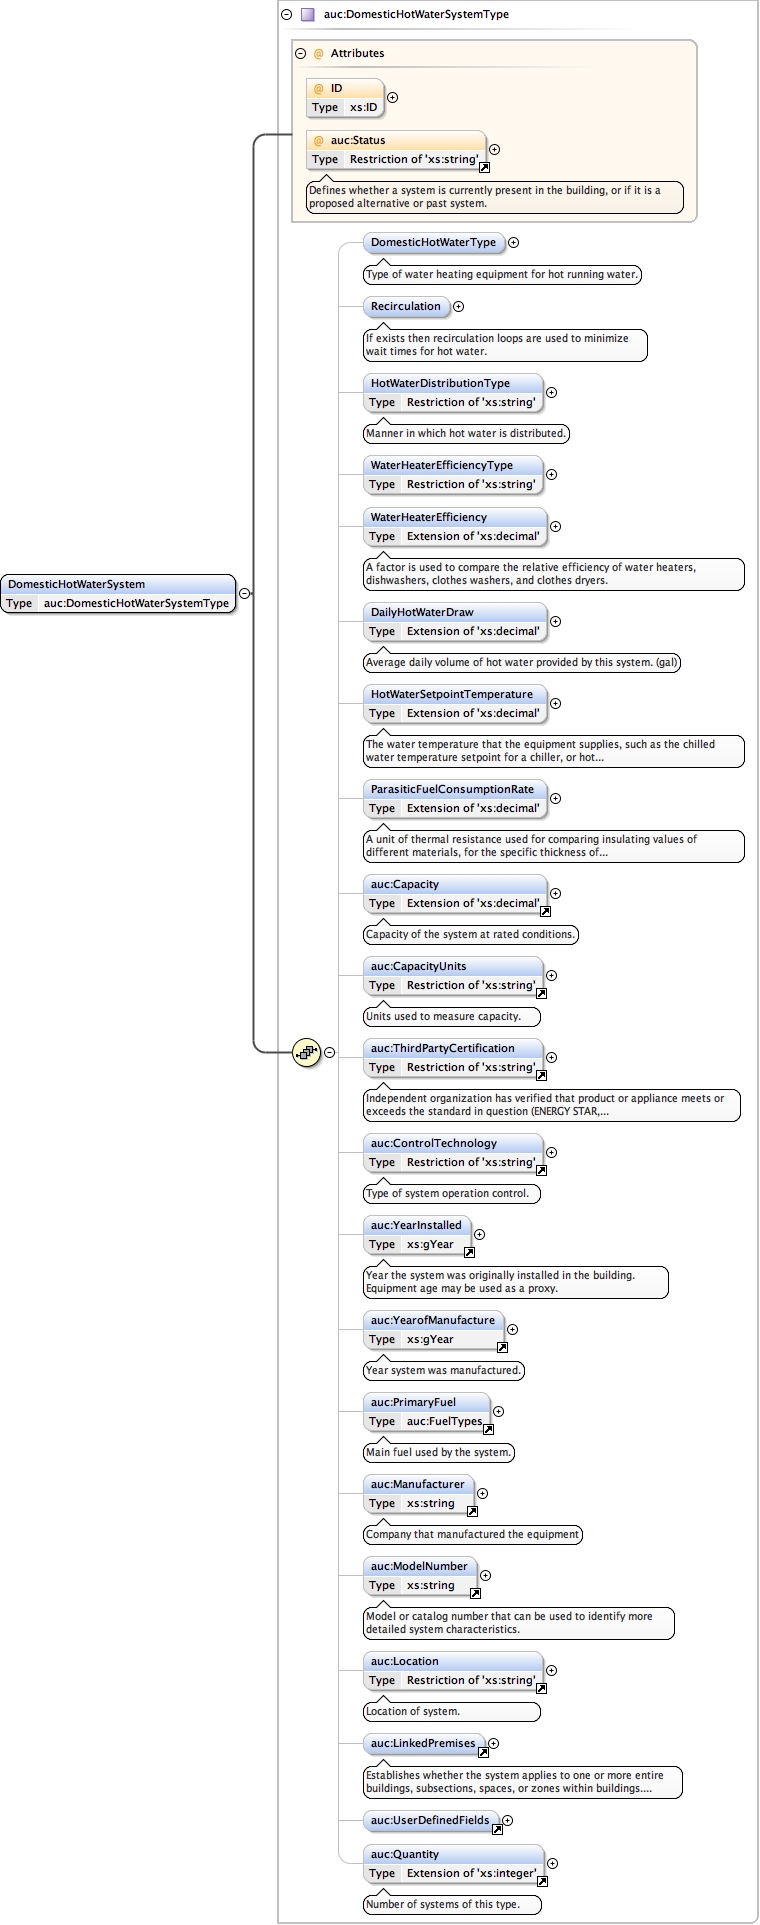 auc:DomesticHotWaterSystemType
@ Attributes
@ ID
Type xs:ID
@ auc:Status
Type Restriction of 'xs:string'
Defines whether a system is currently present in the building, or if it is a
proposed alternative or past system.
DomesticHotWaterType
Type of water heating equipment for hot running water.
Recirculation
If exists then recirculation loops are used to minimize
wait times for hot water.
HotWaterDistributionType
Type Restriction of 'xs:string'
Manner in which hot water is distributed.
WaterHeaterEfficiencyType
Type Restriction of 'xs:string'
WaterHeaterEfficiency
Type Extension of 'xs:decimal'
A factor is used to compare the relative efficiency of water heaters,
dishwashers, clothes washers, and clothes dryers.
DomesticHotWaterSystem
Type auc:DomesticHotWaterSystemType
DailyHotWaterDraw
Type Extension of 'xs:decimal'
Average daily volume of hot water provided by this system. (gal)
HotWaterSetpointTemperature
Type Extension of 'xs:decimal'
The water temperature that the equipment supplies, such as the chilled
water temperature setpoint for a chiller, or hot...
ParasiticFuelConsumptionRate
Type Extension of 'xs:decimal'
A unit of thermal resistance used for comparing insulating values of
different materials, for the specific thickness of...
auc:Capacity
Type Extension of 'xs:decimal'
Capacity of the system at rated conditions.
auc:CapacityUnits
Type Restriction of 'xs:string'
Units used to measure capacity.
auc:ThirdPartyCertification
Type Restriction of 'xs:string'
Independent organization has verified that product or appliance meets or
exceeds the standard in question (ENERGY STAR,...
auc:ControlTechnology
Type Restriction of 'xs:string'
Type of system operation control.
auc:YearInstalled
Type xs:gYear
Year the system was originally installed in the building.
Equipment age may be used as a proxy.
auc:YearofManufacture
Type xs:gYear
Year system was manufactured.
auc:PrimaryFuel
Type auc:FuelTypes
Main fuel used by the system.
auc:Manufacturer
Type xs:string
Company that manufactured the equipment
auc:ModelNumber
Type xs:string
Model or catalog number that can be used to identify more
detailed system characteristics.
auc:Location
Type Restriction of 'xs:string'
Location of system.
auc:LinkedPremises
Establishes whether the system applies to one or more entire
buildings, subsections, spaces, or zones within buildings....
auc:UserDefinedFields
auc:Quantity
Type Extension of 'xs:integer'
Number of systems of this type.